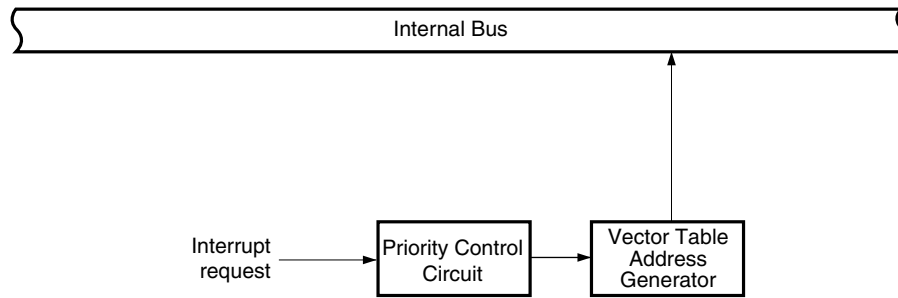 Internal Bus
Interrupt
request
Priority Control
Circuit
Vector Table
Address
Generator